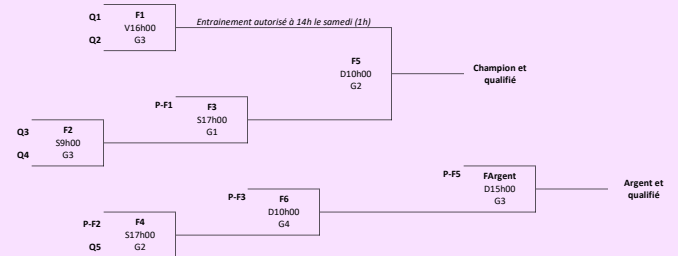 Q1
F1
V16h00
Q2
G3
Entrainement autorisé à 14h le samedi (1h)
F5
D10h00
G2
Champion et
qualifié
P-F1
F3
S17h00
G1
Q3
F2
S9h00
Q4
G3
P-F5
FArgent
D15h00
G3
Argent et
qualifié
P-F3
F6
D10h00
G4
P-F2
F4
S17h00
Q5
G2